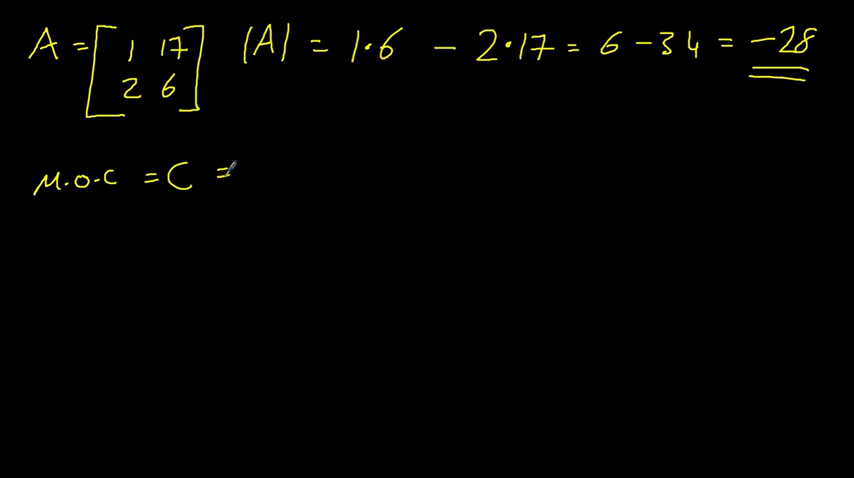 A = [1 17 |A| = 1·6 - 2·17 = 6 - 34 = -28
2 6]
M.O.C = C =